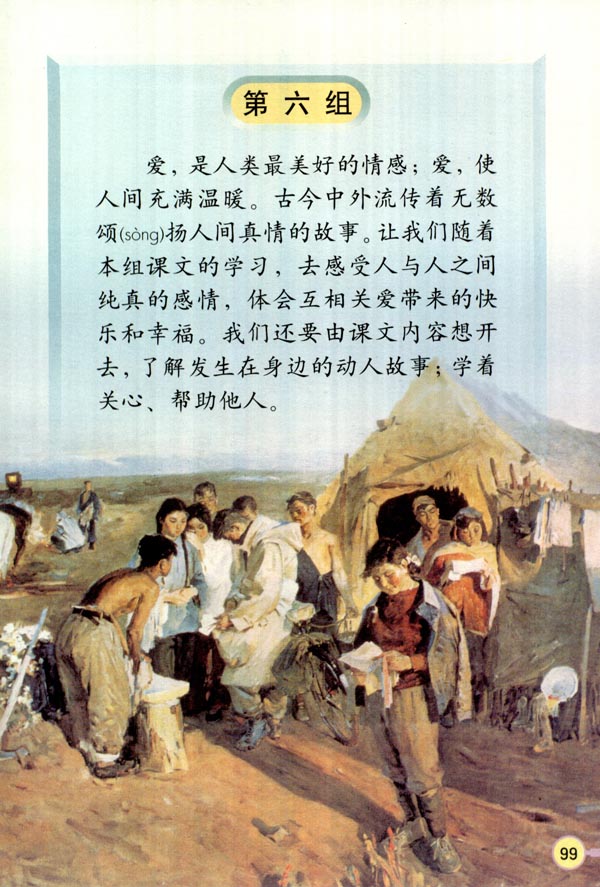 第六组
爱，是人类最美好的情感；爱，使
人间充满温暖。古今中外流传着无数
颂(sòng)扬人间真情的故事。让我们随着
本组课文的学习，去感受人与人之间
纯真的感情，体会互相关爱带来的快
乐和幸福。我们还要由课文内容想开
去，了解发生在身边的动人故事；学着
关心、帮助他人。
99